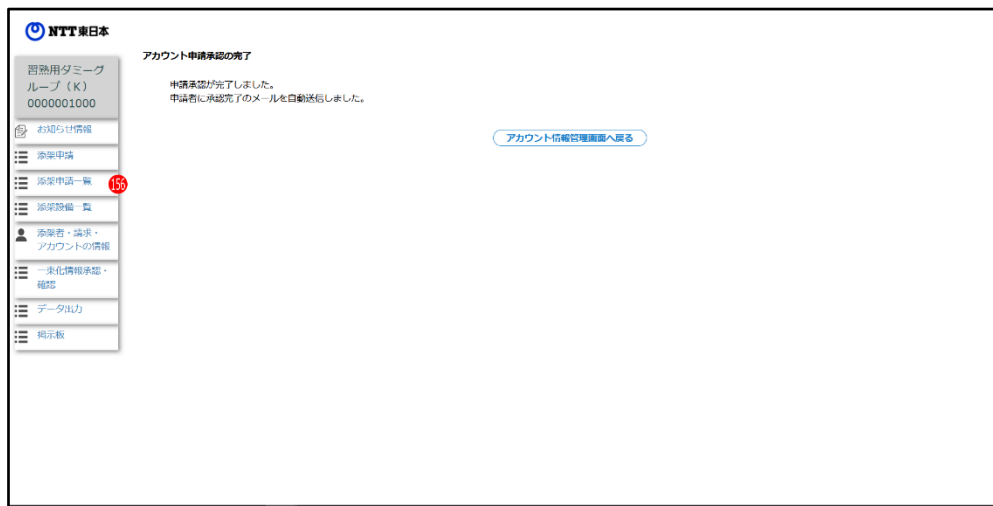 NTT東日本
アカウント申請承認の完了
習熟用ダミーグ
ループ（K）
0000001000
申請承認が完了しました。
申請者に承認完了のメールを自動送信しました。
お知らせ情報
アカウント情報管理画面へ戻る
添架申請
添架申請一覧
156
添架設備一覧
添架者・請求・
アカウントの情報
一束化情報承認・
確認
データ出力
掲示板